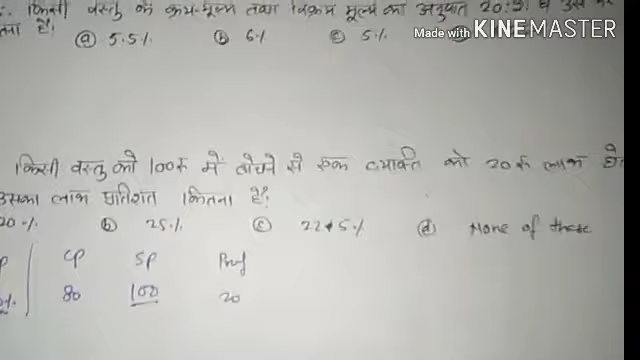 किसी वस्तु के क्रय-मूल्य तथा विक्रय मूल्य का अनुपात 20:
है?
ⓐ 5.5% ⓑ 6% ⓒ 5%
Made with KINEMASTER
किसी वस्तु को 100रु में बेचने से एक व्यक्ति को 20रु लाभ
उसका लाभ प्रतिशत कितना है?
20% ⓑ 25% ⓒ 22.5% ⓓ None of these
CP SP Prof
80 100 20